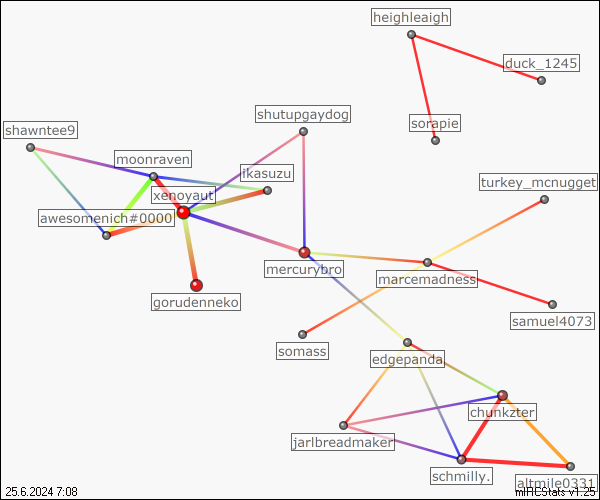 heighleaigh
duck_1245
shutupgaydog
sorapie
shawntee9
moonraven
ikasuzu
turkey_mcnugget
xenoyaut
awesomenich#0000
mercurybro
marcemadness
gorudenneko
samuel4073
somass
edgepanda
chunkzter
jarlbreadmaker
schmilly.
altmile0331
25.6.2024 7:08
mIRCStats v1.25